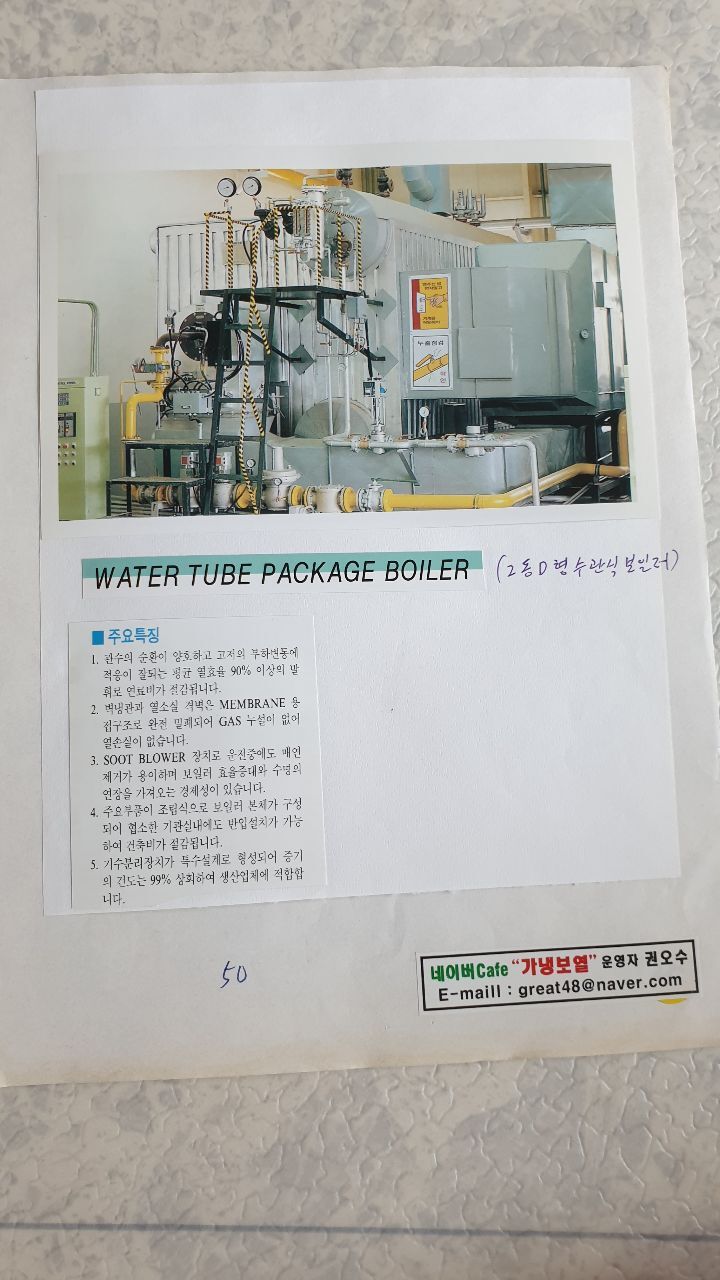 누출점검
확인
WATER TUBE PACKAGE BOILER
(2동D형수관식보일러)
■ 주요특징
1. 관수의 순환이 양호하고 고저의 부하변동에
적응이 잘되는 평균 열효율 90% 이상의 발
휘로 연료비가 절감됩니다.
2. 벽냉관과 열소실 격벽은 MEMBRANE 용
접구조로 완전 밀폐되어 GAS 누설이 없어
열손실이 없습니다.
3. SOOT BLOWER 장치로 운전중에도 매연
제거가 용이하며 보일러 효율증대와 수명의
연장을 가져오는 경제성이 있습니다.
4. 주요부품이 조립식으로 보일러 본체가 구성
되어 협소한 기관실내에도 반입설치가 가능
하여 건축비가 절감됩니다.
5. 기수분리장치가 특수설계로 형성되어 증기
의 건도는 99% 상회하여 생산업체에 적합합
니다.
50
네이버Cafe "가냉보열" 운영자 권오수
E-maill : great48@naver.com